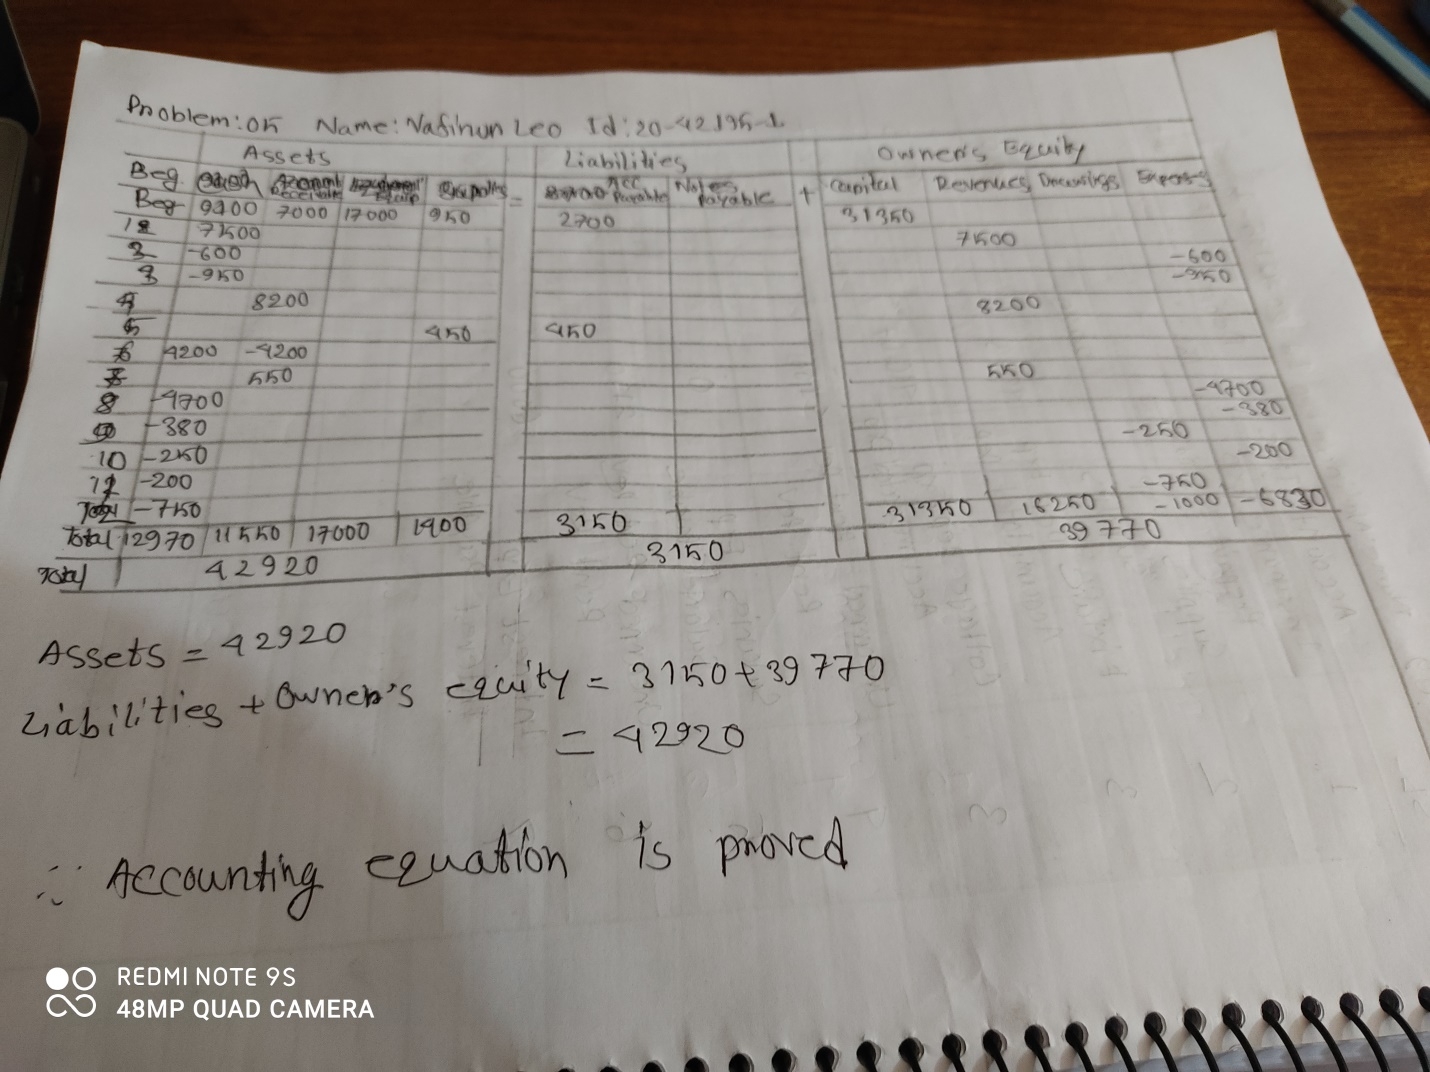 Problem: 05 Name: Nafinun Leo Id: 20-42195-1
Assets Liabilities Owner's Equity
Beg Cash Account Receivable Equip Supplies = Acc Payable Notes Payable + Capital Revenues Drawings Expenses
Beg 9400 7000 17000 950 2700 31350
1 7500 7500
2 -600 -600
3 -950 -950
4 8200 8200
5 450 450
6 4200 -4200
550 550
8 -4700 -4700
-380 -380
10 -250 -250
-200 -200
-750 -750
Total 12970 11550 17000 1400 3150 31350 16250 -1000 -6830
Total 42920 3150 39770
Assets = 42920
Liabilities + Owner's equity = 3150 + 39770
= 42920
∴ Accounting equation is proved
REDMI NOTE 9S
48MP QUAD CAMERA